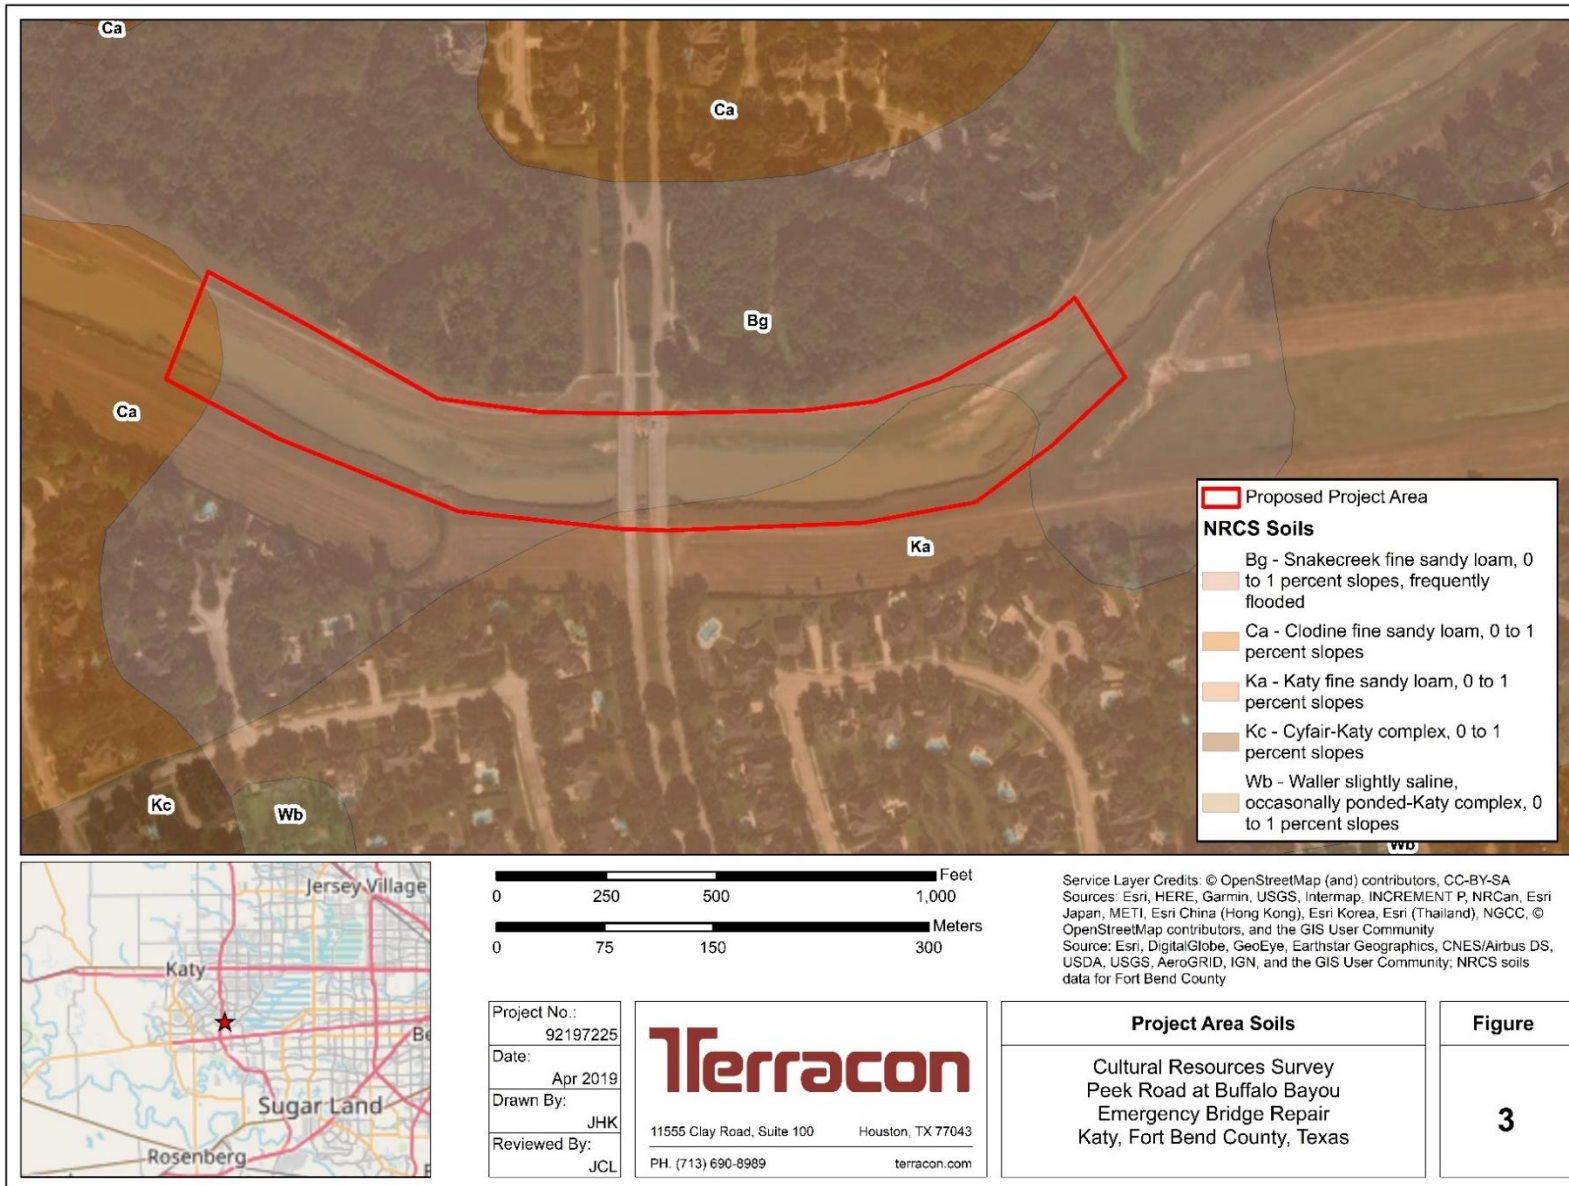 Ca
Ca
Bg
Ca
Ka
Kc
Wb
Wb
Proposed Project Area
NRCS Soils
Bg - Snakecreek fine sandy loam, 0
to 1 percent slopes, frequently
flooded
Ca - Clodine fine sandy loam, 0 to 1
percent slopes
Ka - Katy fine sandy loam, 0 to 1
percent slopes
Kc - Cyfair-Katy complex, 0 to 1
percent slopes
Wb - Waller slightly saline,
occasionally ponded-Katy complex, 0
to 1 percent slopes
Jersey Village
Katy
Be
Sugar Land
Rosenberg
Feet
0 250 500 1,000
Meters
0 75 150 300
Service Layer Credits: © OpenStreetMap (and) contributors, CC-BY-SA
Sources: Esri, HERE, Garmin, USGS, Intermap, INCREMENT P, NRCan, Esri
Japan, METI, Esri China (Hong Kong), Esri Korea, Esri (Thailand), NGCC, ©
OpenStreetMap contributors, and the GIS User Community
Source: Esri, DigitalGlobe, GeoEye, Earthstar Geographics, CNES/Airbus DS,
USDA, USGS, AeroGRID, IGN, and the GIS User Community; NRCS soils
data for Fort Bend County
Project No.:
92197225
Date:
Apr 2019
Drawn By:
JHK
Reviewed By:
JCL
Terracon
11555 Clay Road, Suite 100 Houston, TX 77043
PH. (713) 690-8989 terracon.com
Project Area Soils
Cultural Resources Survey
Peek Road at Buffalo Bayou
Emergency Bridge Repair
Katy, Fort Bend County, Texas
Figure
3